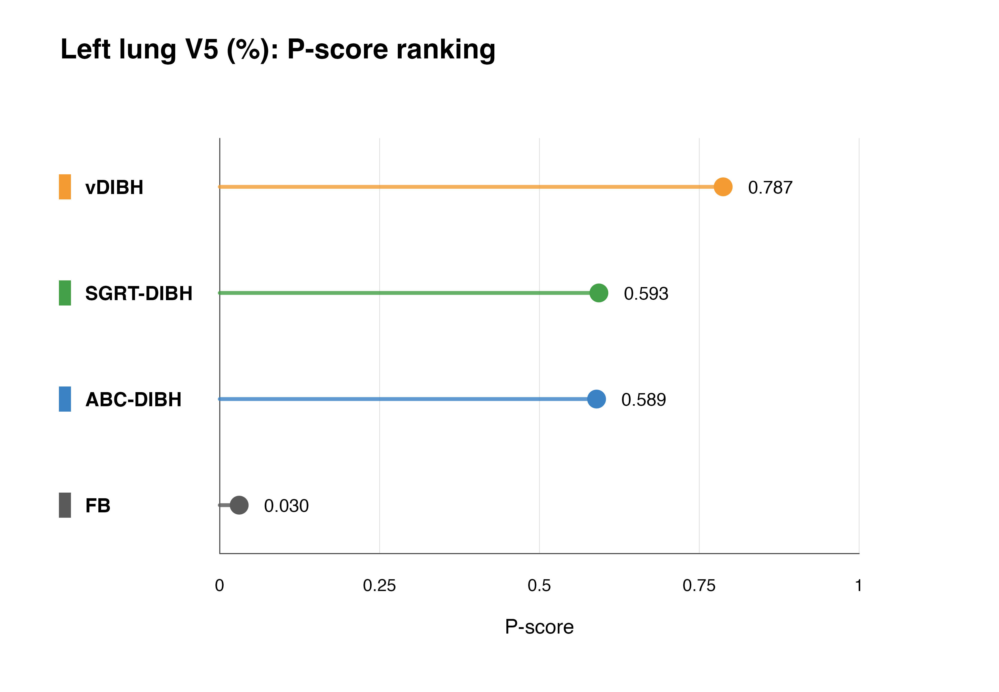 Left lung V5 (%): P-score ranking
vDIBH 0.787
SGRT-DIBH 0.593
ABC-DIBH 0.589
FB 0.030
0 0.25 0.5 0.75 1
P-score